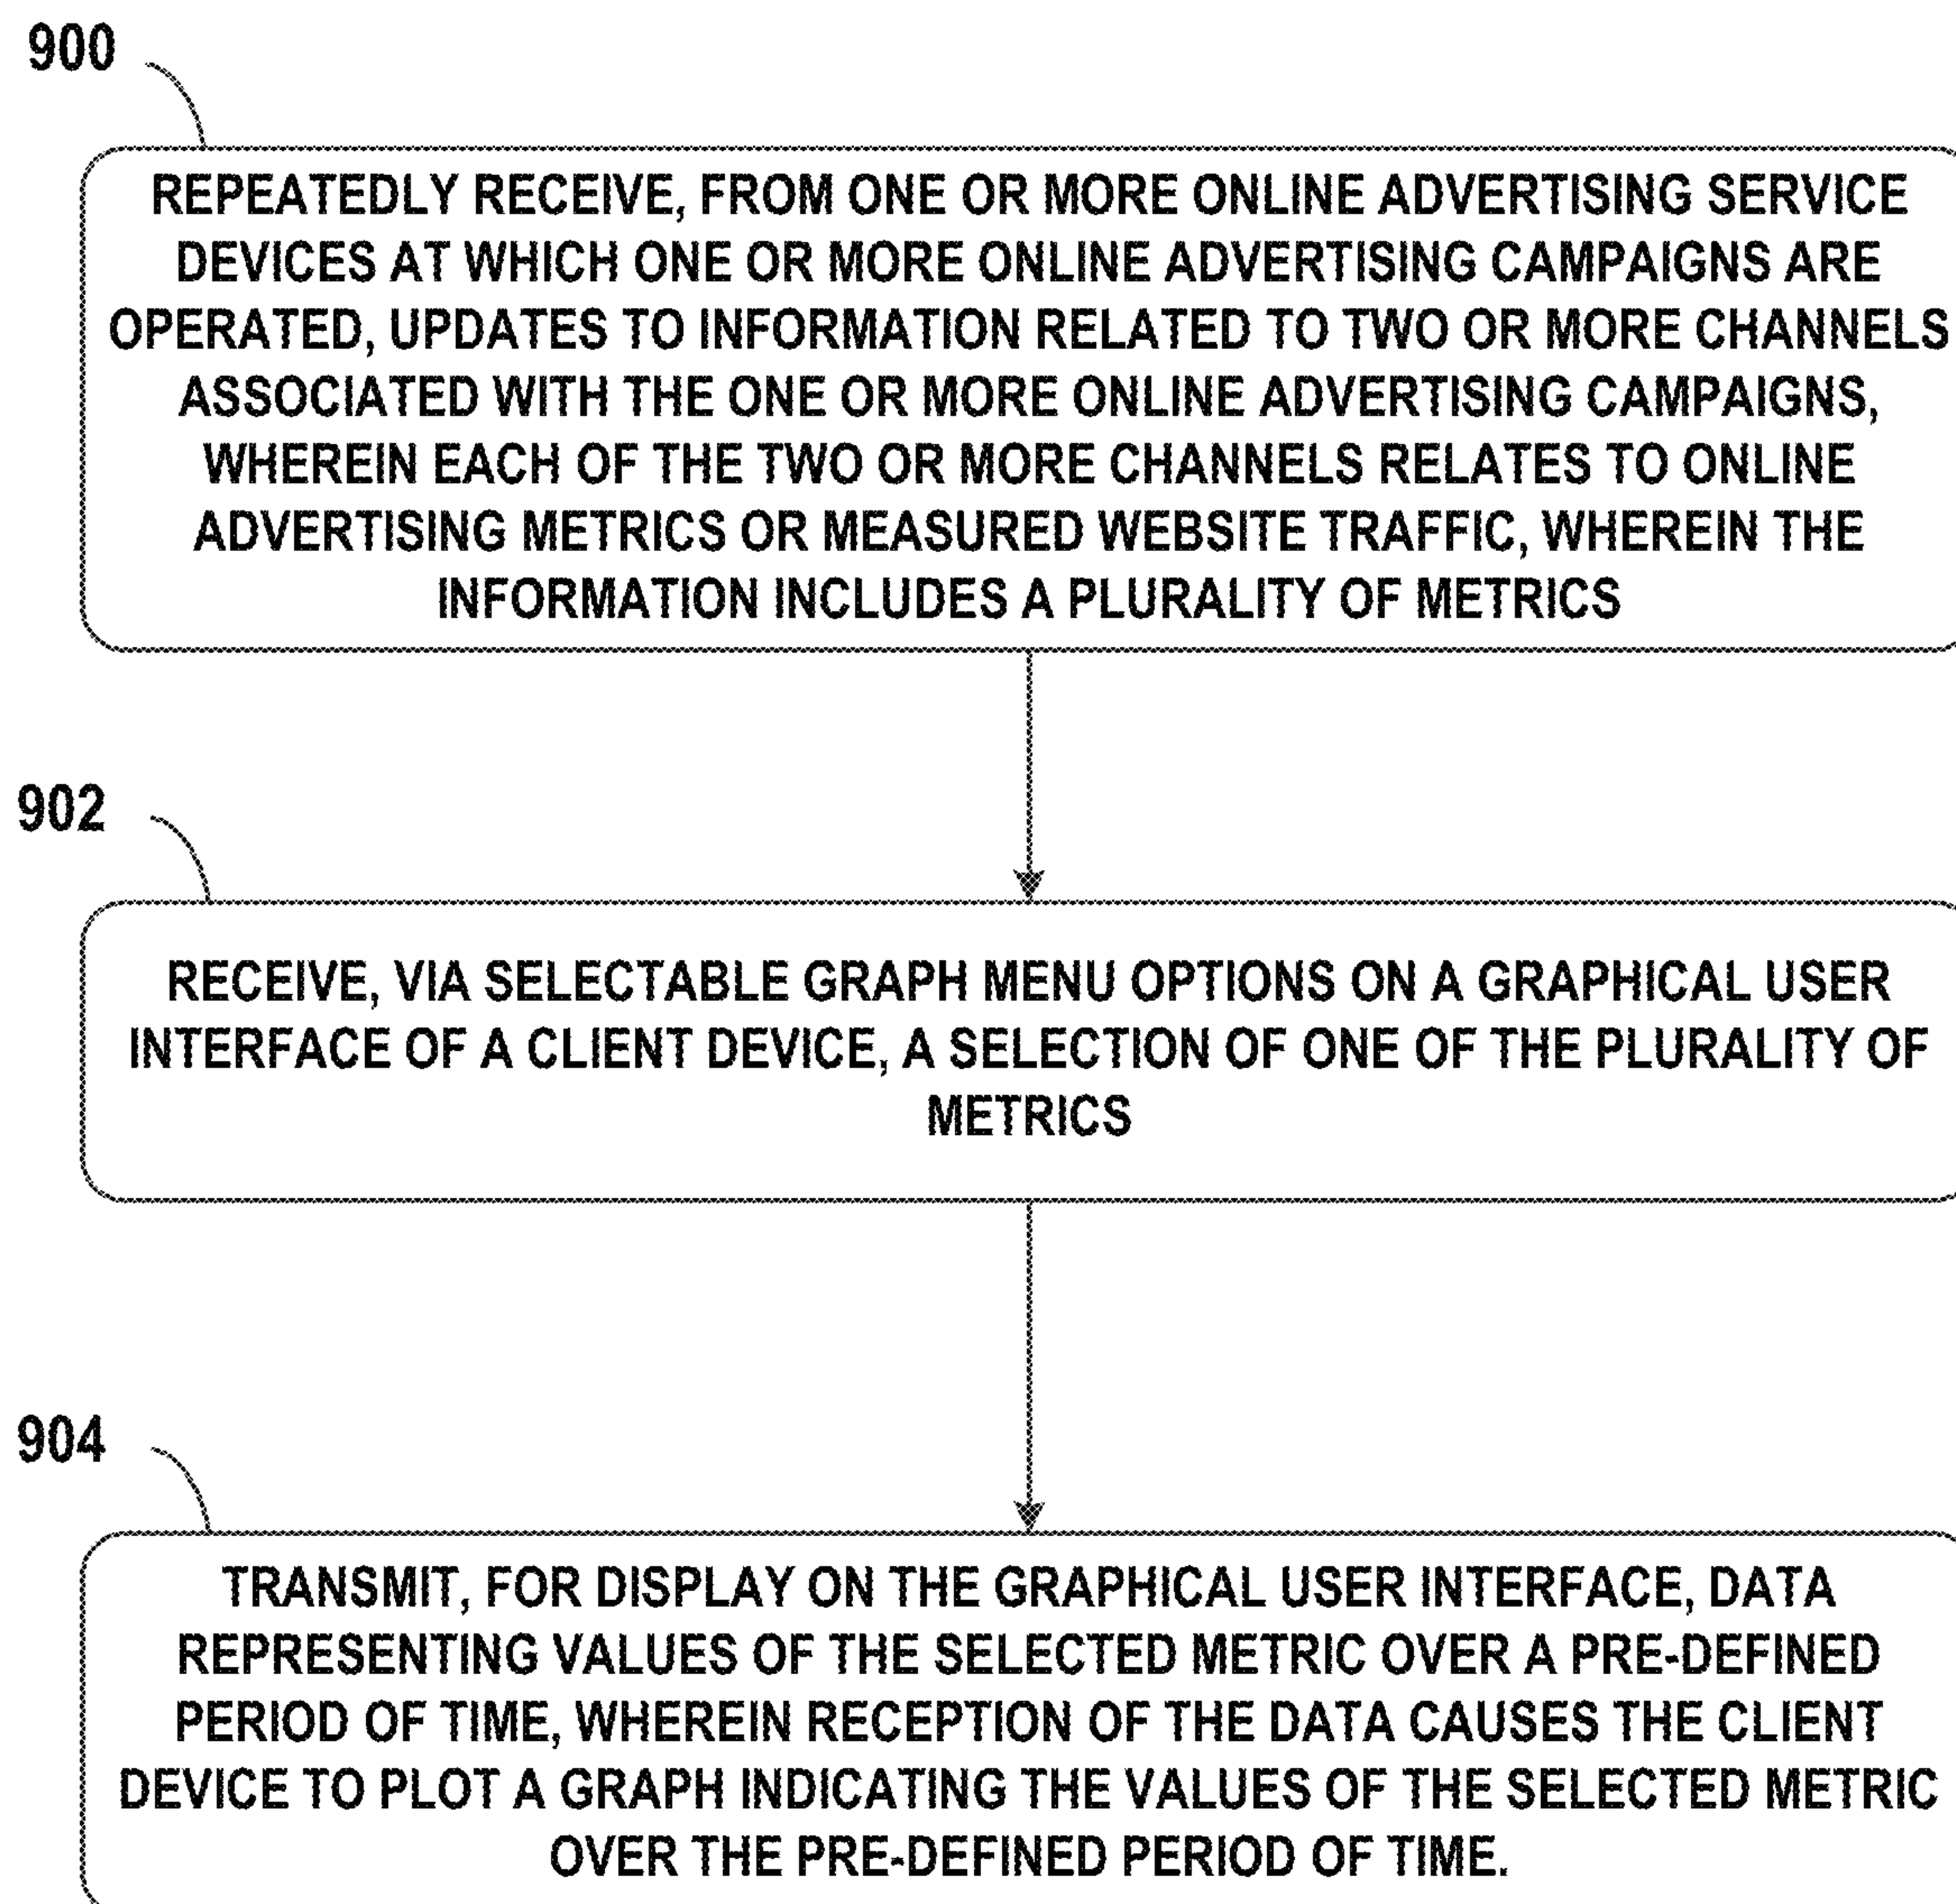 900
REPEATEDLY RECEIVE, FROM ONE OR MORE ONLINE ADVERTISING SERVICE
DEVICES AT WHICH ONE OR MORE ONLINE ADVERTISING CAMPAIGNS ARE
OPERATED, UPDATES TO INFORMATION RELATED TO TWO OR MORE CHANNELS
ASSOCIATED WITH THE ONE OR MORE ONLINE ADVERTISING CAMPAIGNS,
WHEREIN EACH OF THE TWO OR MORE CHANNELS RELATES TO ONLINE
ADVERTISING METRICS OR MEASURED WEBSITE TRAFFIC, WHEREIN THE
INFORMATION INCLUDES A PLURALITY OF METRICS
902
RECEIVE, VIA SELECTABLE GRAPH MENU OPTIONS ON A GRAPHICAL USER
INTERFACE OF A CLIENT DEVICE, A SELECTION OF ONE OF THE PLURALITY OF
METRICS
904
TRANSMIT, FOR DISPLAY ON THE GRAPHICAL USER INTERFACE, DATA
REPRESENTING VALUES OF THE SELECTED METRIC OVER A PRE-DEFINED
PERIOD OF TIME, WHEREIN RECEPTION OF THE DATA CAUSES THE CLIENT
DEVICE TO PLOT A GRAPH INDICATING THE VALUES OF THE SELECTED METRIC
OVER THE PRE-DEFINED PERIOD OF TIME.